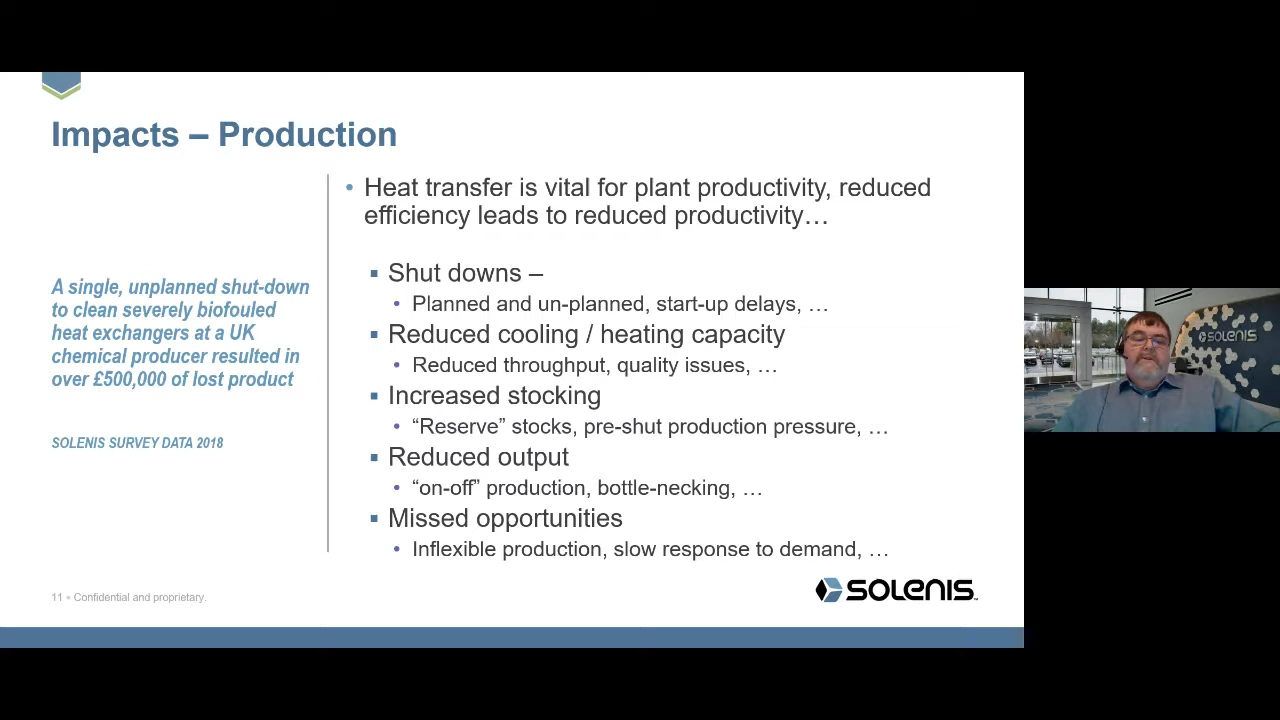 Impacts – Production
• Heat transfer is vital for plant productivity, reduced
efficiency leads to reduced productivity…
A single, unplanned shut-down
to clean severely biofouled
heat exchangers at a UK
chemical producer resulted in
over £500,000 of lost product
SOLENIS SURVEY DATA 2018
▪ Shut downs –
• Planned and un-planned, start-up delays, …
▪ Reduced cooling / heating capacity
• Reduced throughput, quality issues, …
▪ Increased stocking
• “Reserve” stocks, pre-shut production pressure, …
▪ Reduced output
• “on-off” production, bottle-necking, …
▪ Missed opportunities
• Inflexible production, slow response to demand, …
11 • Confidential and proprietary.
SOLENIS™
SOLENIS